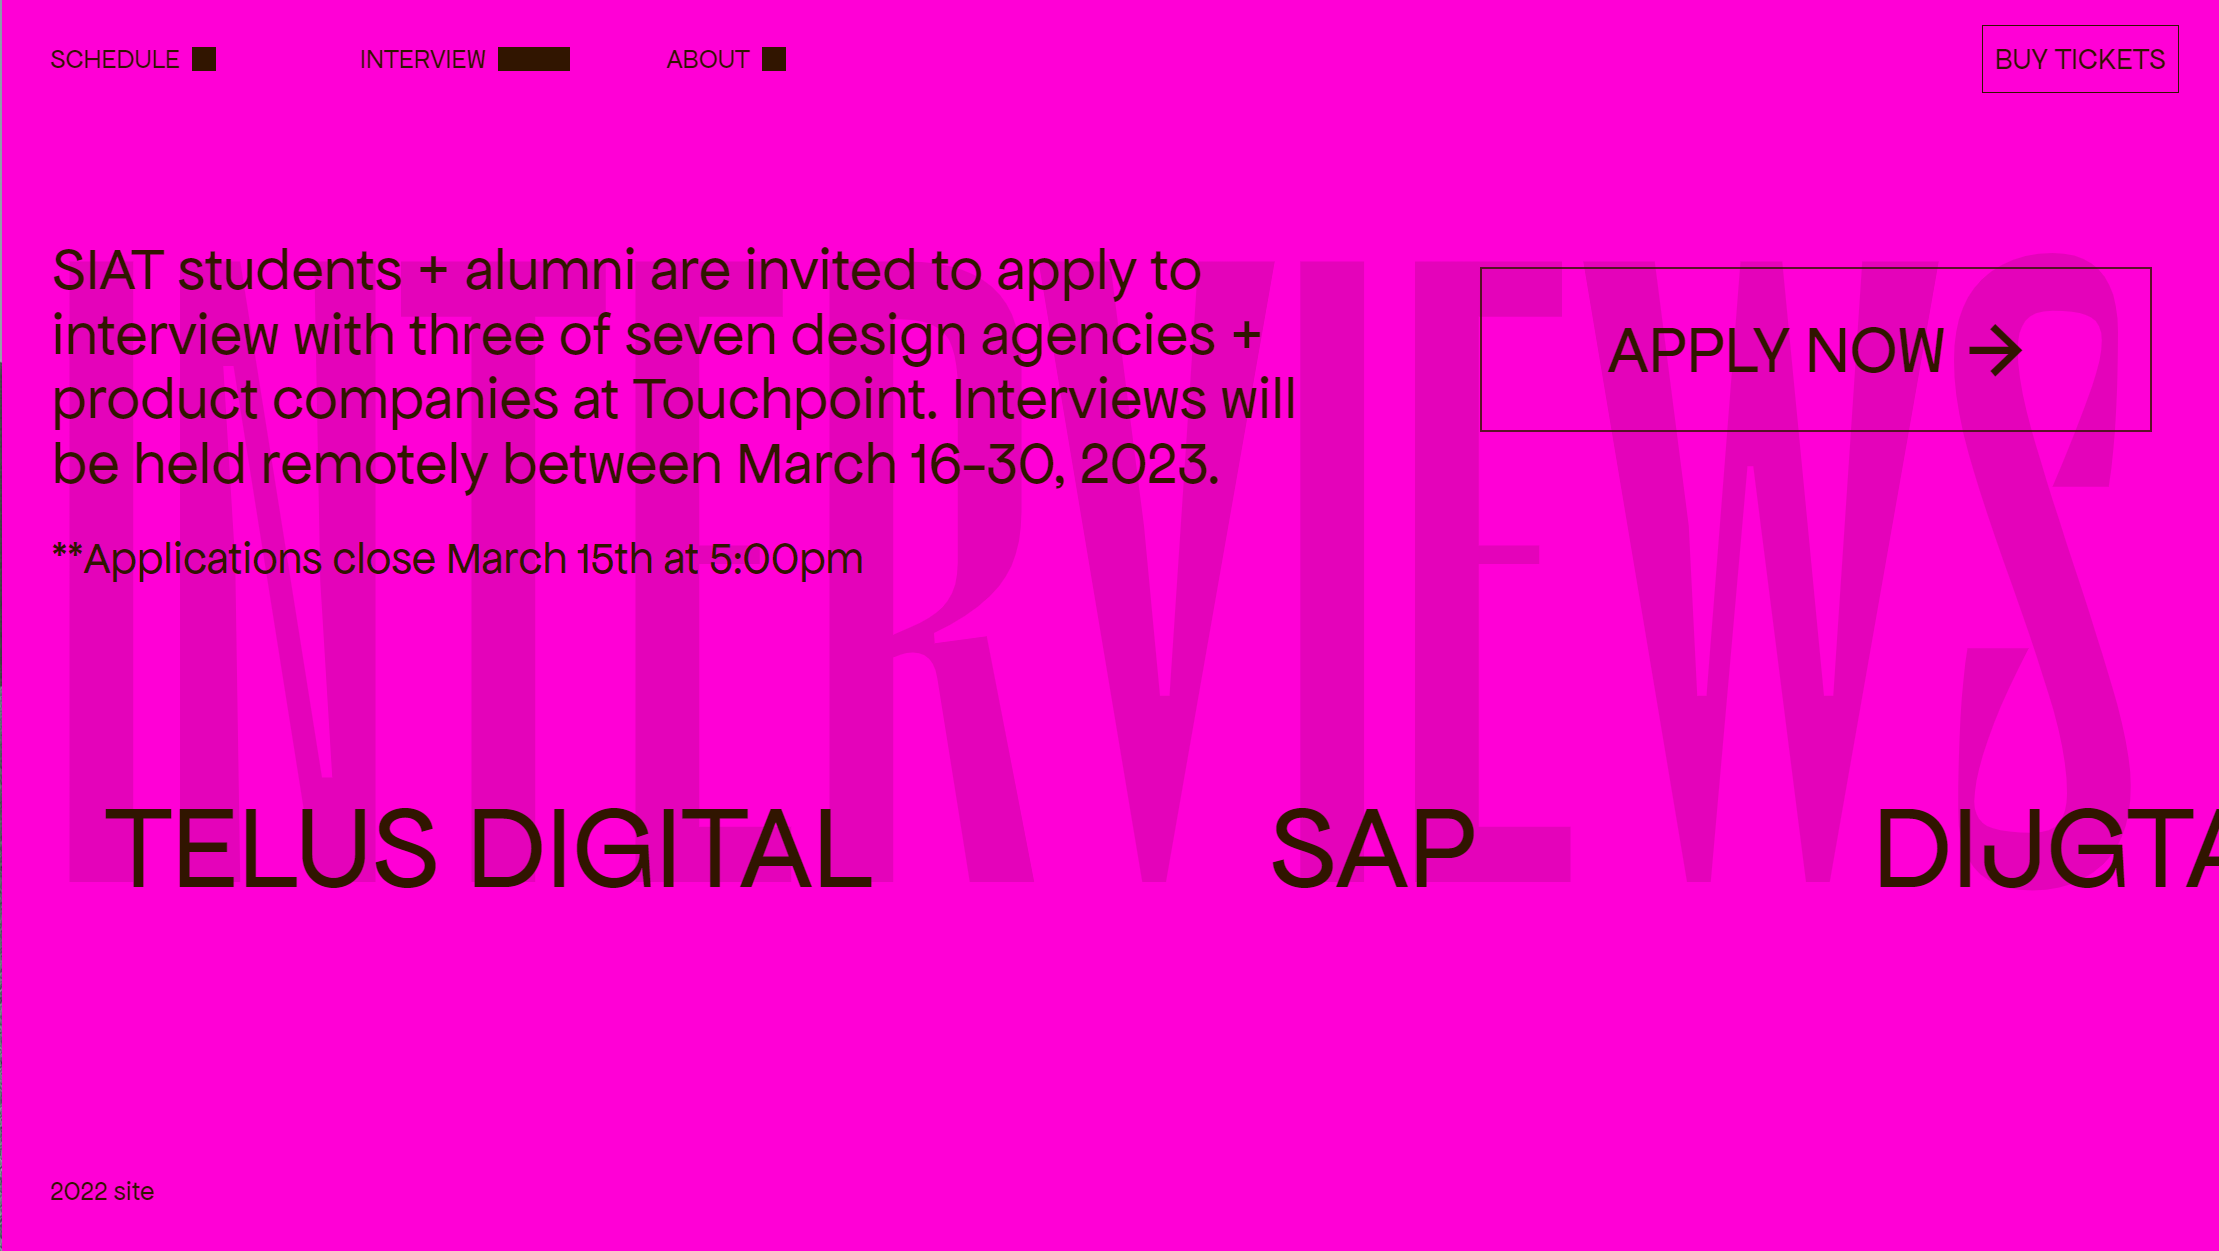 SCHEDULE
INTERVIEW
ABOUT
BUY TICKETS
INTERVIEWS
SIAT students + alumni are invited to apply to
interview with three of seven design agencies +
product companies at Touchpoint. Interviews will
be held remotely between March 16–30, 2023.
APPLY NOW →
**Applications close March 15th at 5:00pm
TELUS DIGITAL
SAP
2022 site